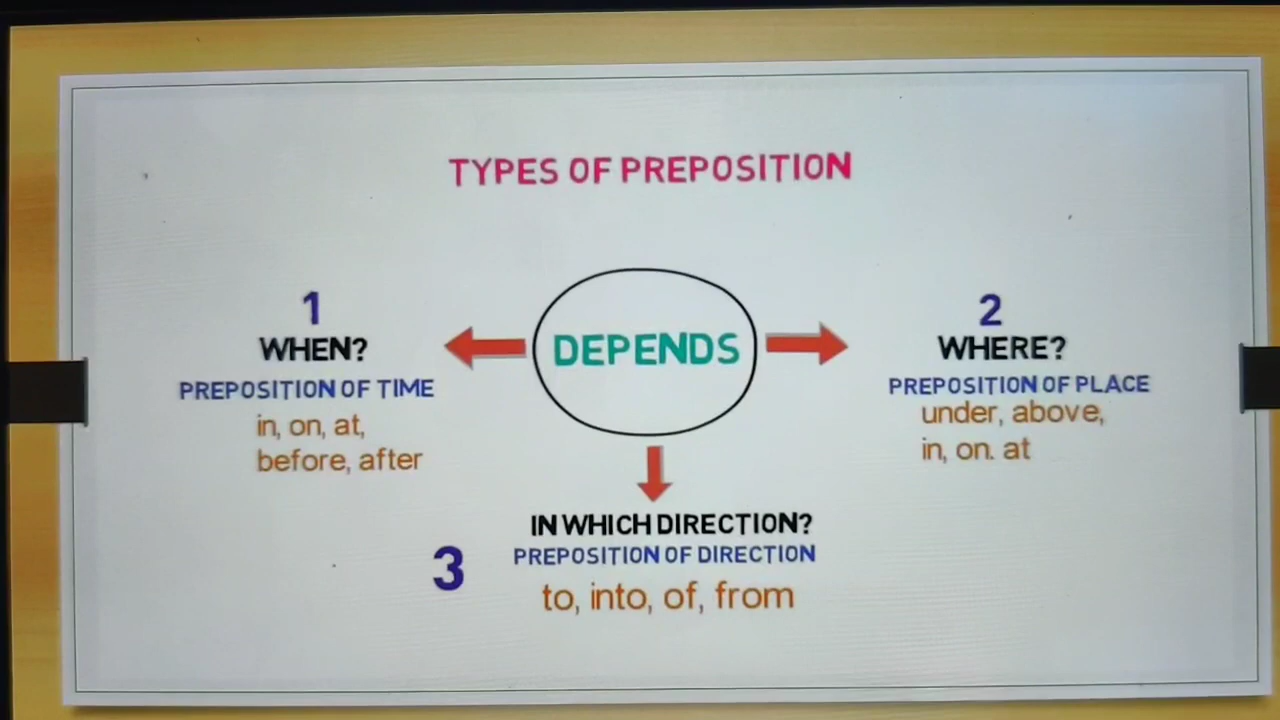 TYPES OF PREPOSITION
DEPENDS
1
WHEN?
PREPOSITION OF TIME
in, on, at,
before, after
2
WHERE?
PREPOSITION OF PLACE
under, above,
in, on. at
3
IN WHICH DIRECTION?
PREPOSITION OF DIRECTION
to, into, of, from